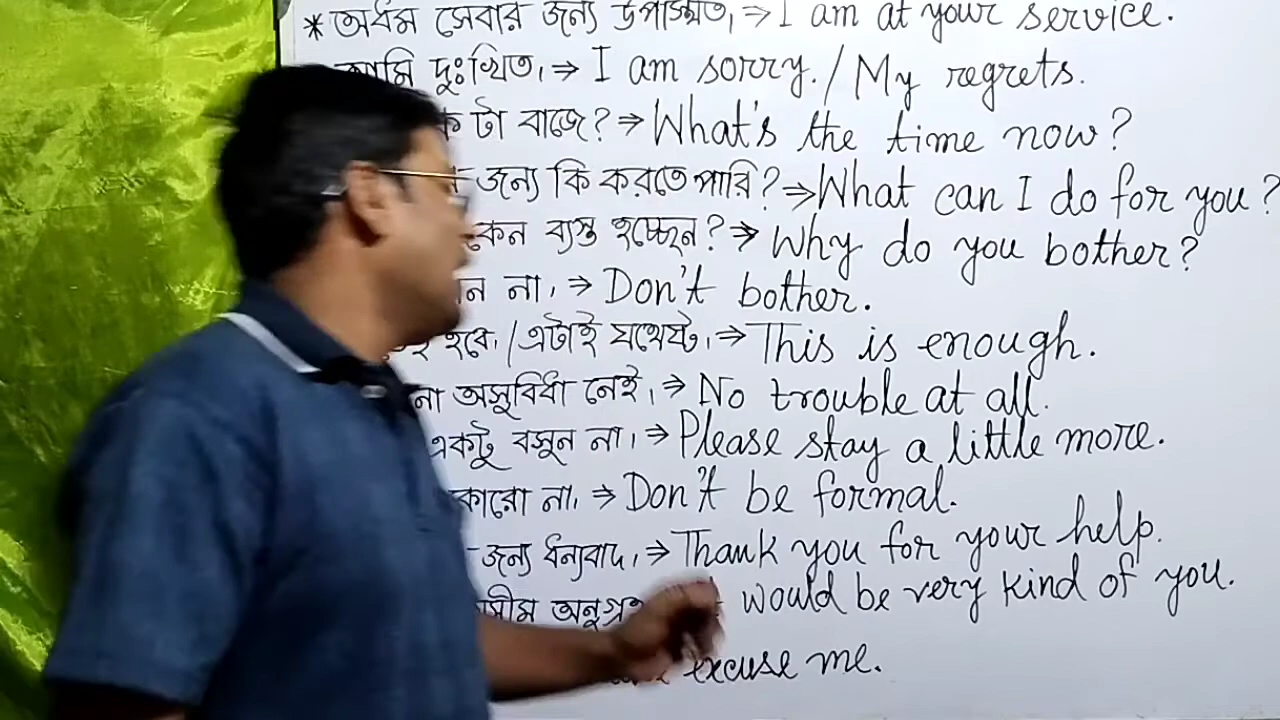 * অধম সেবার জন্য উপস্থিত, ⇒ I am at your service.
আমি দুঃখিত, ⇒ I am sorry. / My regrets.
টা বাজে? ⇒ What's the time now?
জন্য কি করতে পারি? ⇒ What can I do for you?
কেন ব্যস্ত হচ্ছেন? ⇒ Why do you bother?
না, ⇒ Don't bother.
হবে, / এটাই যথেষ্ট, ⇒ This is enough.
অসুবিধা নেই, ⇒ No trouble at all.
একটু বসুন না, ⇒ Please stay a little more.
না, ⇒ Don't be formal.
জন্য ধন্যবাদ, ⇒ Thank you for your help.
would be very kind of you.
excuse me.